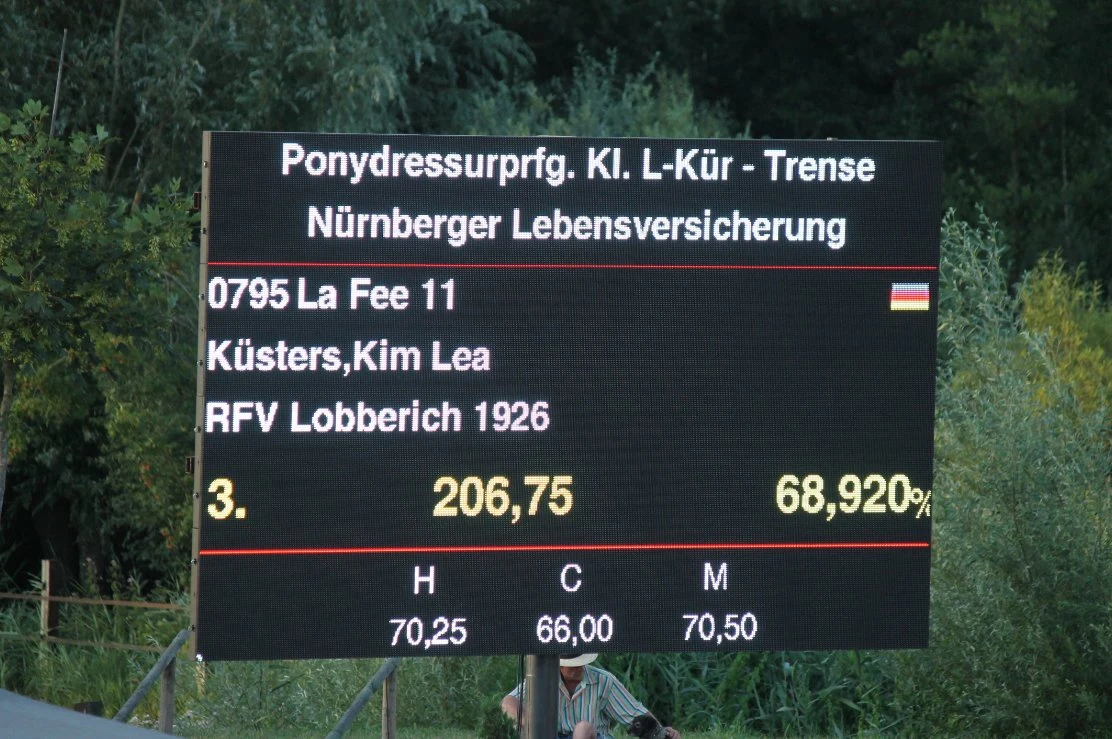 Ponydressurprfg. Kl. L-Kür - Trense
Nürnberger Lebensversicherung
0795 La Fee 11
Küsters,Kim Lea
RFV Lobberich 1926
3. 206,75 68,920%
H C M
70,25 66,00 70,50